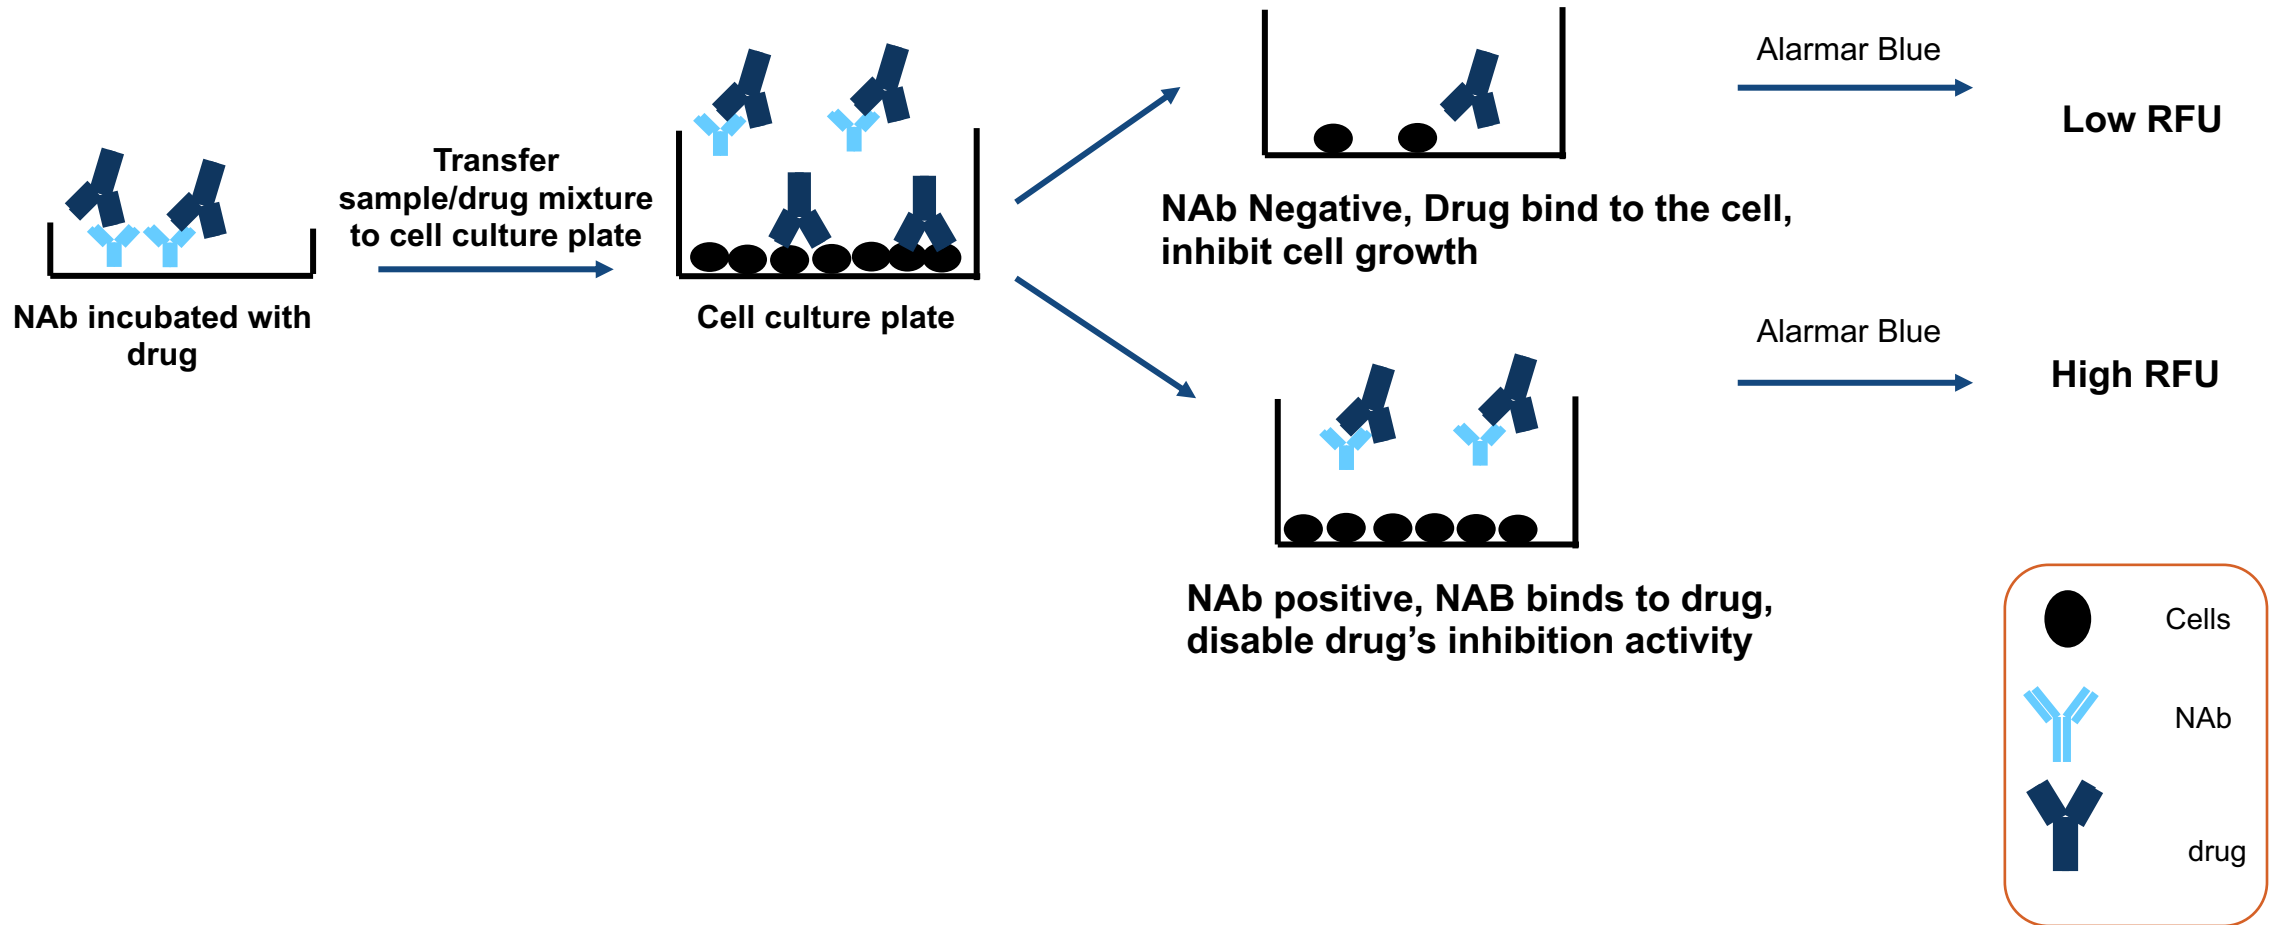 NAb incubated with
drug
Transfer
sample/drug mixture
to cell culture plate
Cell culture plate
NAb Negative, Drug bind to the cell,
inhibit cell growth
Alarmar Blue
Low RFU
NAb positive, NAB binds to drug,
disable drug’s inhibition activity
Alarmar Blue
High RFU
Cells
NAb
drug